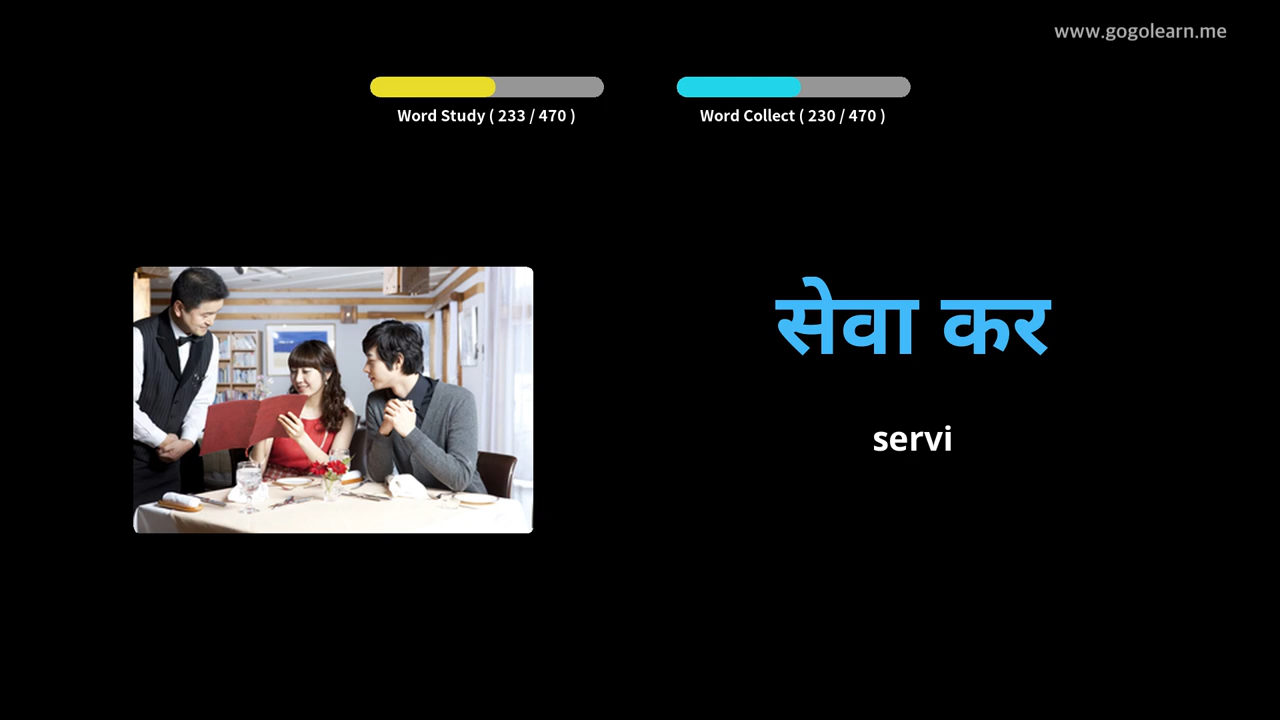 www.gogolearn.me
Word Study ( 233 / 470 )
Word Collect ( 230 / 470 )
सेवा कर
servi